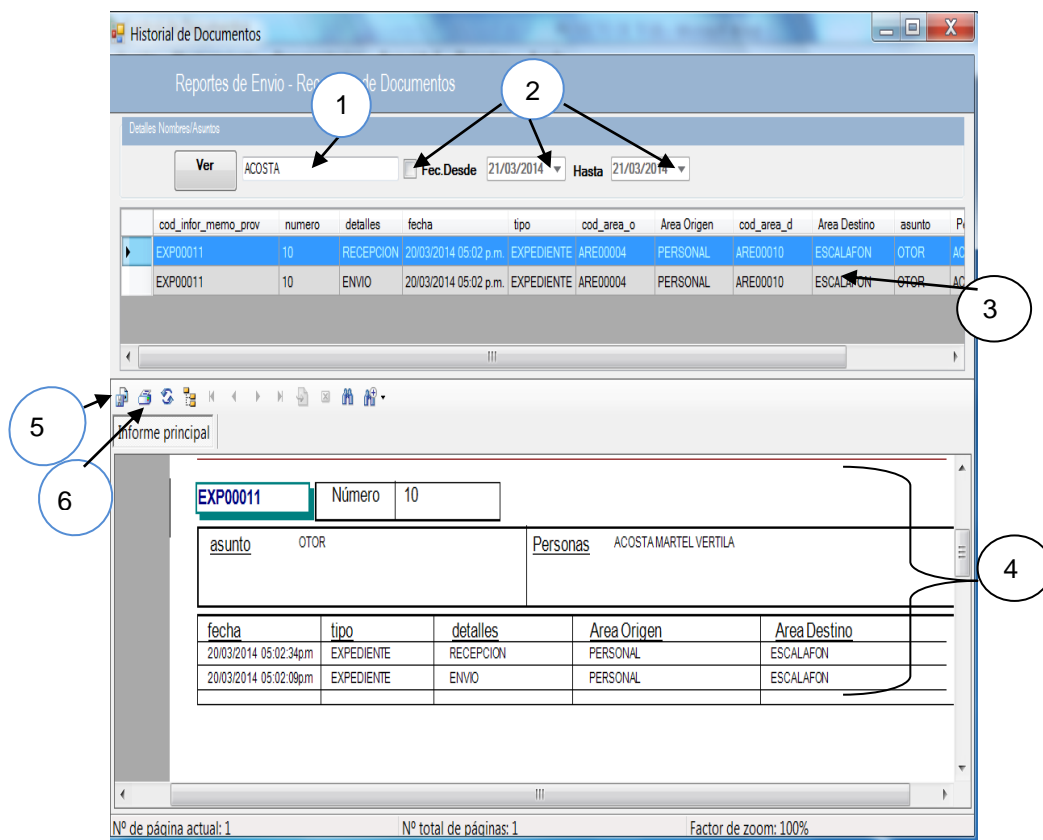 Historial de Documentos
Reportes de Envio - Rec de Documentos
1
2
Detalles Nombres/Asuntos
Ver ACOSTA Fec.Desde 21/03/2014 Hasta 21/03/2014
cod_infor_memo_prov numero detalles fecha tipo cod_area_o Area Origen cod_area_d Area Destino asunto Pe
EXP00011 10 RECEPCION 20/03/2014 05:02 p.m. EXPEDIENTE ARE00004 PERSONAL ARE00010 ESCALAFON OTOR AC
EXP00011 10 ENVIO 20/03/2014 05:02 p.m. EXPEDIENTE ARE00004 PERSONAL ARE00010 ESCALAFON OTOR AC
3
5
Informe principal
6
EXP00011 Número 10
asunto OTOR Personas ACOSTA MARTEL VERTILA
4
fecha tipo detalles Area Origen Area Destino
20/03/2014 05:02:34pm EXPEDIENTE RECEPCION PERSONAL ESCALAFON
20/03/2014 05:02:09pm EXPEDIENTE ENVIO PERSONAL ESCALAFON
Nº de página actual: 1 Nº total de páginas: 1 Factor de zoom: 100%